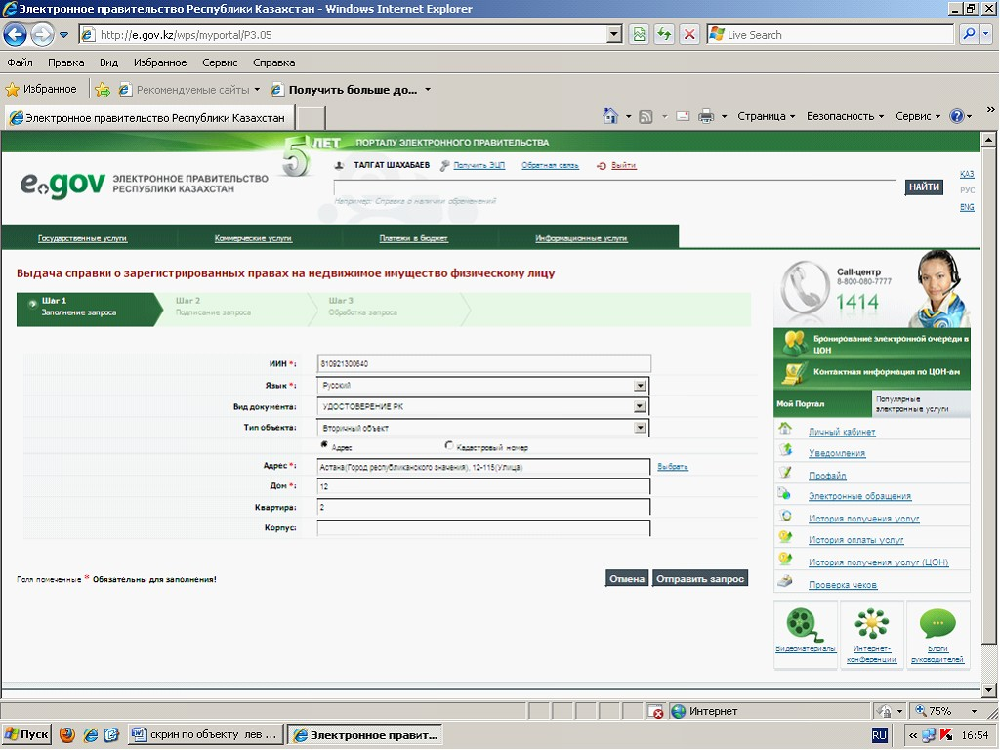 Электронное правительство Республики Казахстан - Windows Internet Explorer
http://e.gov.kz/wps/myportal/P3.05
Live Search
Файл Правка Вид Избранное Сервис Справка
Избранное Рекомендуемые сайты Получить больше до...
Электронное правительство Республики Казахстан
Страница Безопасность Сервис
5 ЛЕТ ПОРТАЛУ ЭЛЕКТРОННОГО ПРАВИТЕЛЬСТВА
ТАЛГАТ ШАХАБАЕВ Получить ЭЦП Обратная связь Выйти
e.gov ЭЛЕКТРОННОЕ ПРАВИТЕЛЬСТВО
РЕСПУБЛИКИ КАЗАХСТАН
НАЙТИ
Например: Справка о наличии обременений
ҚАЗ
РУС
ENG
Государственные услуги Коммерческие услуги Платежи в бюджет Информационные услуги
Выдача справки о зарегистрированных правах на недвижимое имущество физическому лицу
Шаг 1
Заполнение запроса
Шаг 2
Подписание запроса
Шаг 3
Обработка запроса
ИИН *: 810921300640
Язык *: Русский
Вид документа: УДОСТОВЕРЕНИЕ РК
Тип объекта: Вторичный объект
Адрес Кадастровый номер
Адрес *: Астана(Город республиканского значения), 12-115(Улица) Выбрать
Дом *: 12
Квартира: 2
Корпус:
Поля помеченные * Обязательны для заполнения!
Отмена Отправить запрос
Call-центр
8-800-080-7777
1414
Бронирование электронной очереди в
ЦОН
Контактная информация по ЦОН-ам
Мой Портал
Популярные
электронные услуги
Личный кабинет
Уведомления
Профайл
Электронные обращения
История получения услуг
История оплаты услуг
История получения услуг (ЦОН)
Проверка чеков
Видеоматериалы
Интернет-
конференции
Блоги
руководителей
Интернет
75%
Пуск
скрин по объекту лев ...
Электронное правит...
RU
16:54